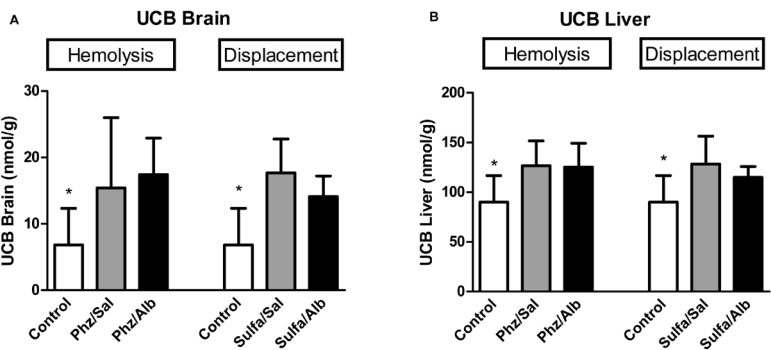 A
UCB Brain
Hemolysis
Displacement
UCB Brain (nmol/g)
30
20
10
0
*
*
Control
Phz/Sal
Phz/Alb
Control
Sulfa/Sal
Sulfa/Alb
B
UCB Liver
Hemolysis
Displacement
UCB Liver (nmol/g)
200
150
100
50
0
*
*
Control
Phz/Sal
Phz/Alb
Control
Sulfa/Sal
Sulfa/Alb